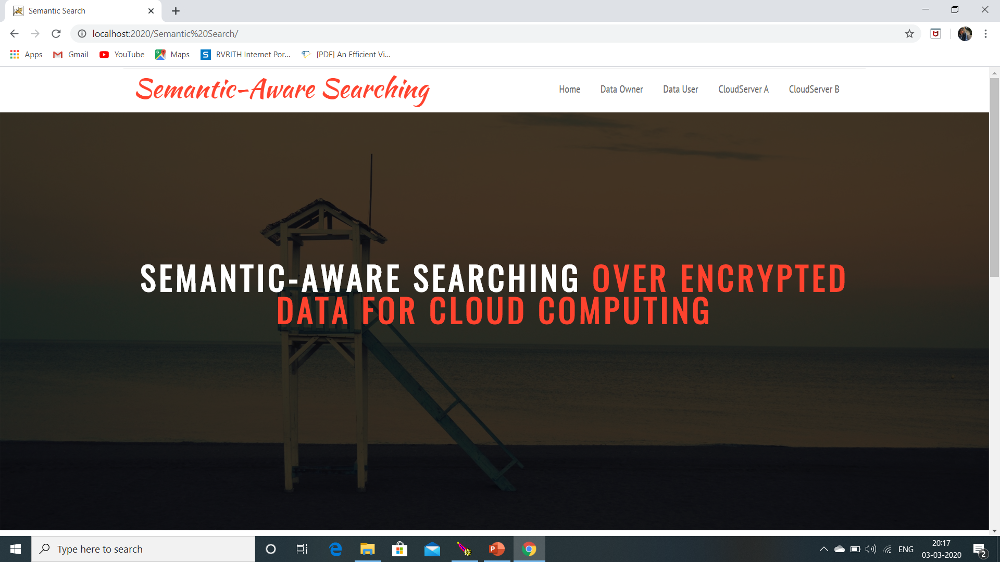 Semantic Search
localhost:2020/Semantic%20Search/
Apps Gmail YouTube Maps BVRITH Internet Por... [PDF] An Efficient Vi...
Semantic-Aware Searching
Home Data Owner Data User CloudServer A CloudServer B
SEMANTIC-AWARE SEARCHING OVER ENCRYPTED
DATA FOR CLOUD COMPUTING
Type here to search
ENG
20:17
03-03-2020
2